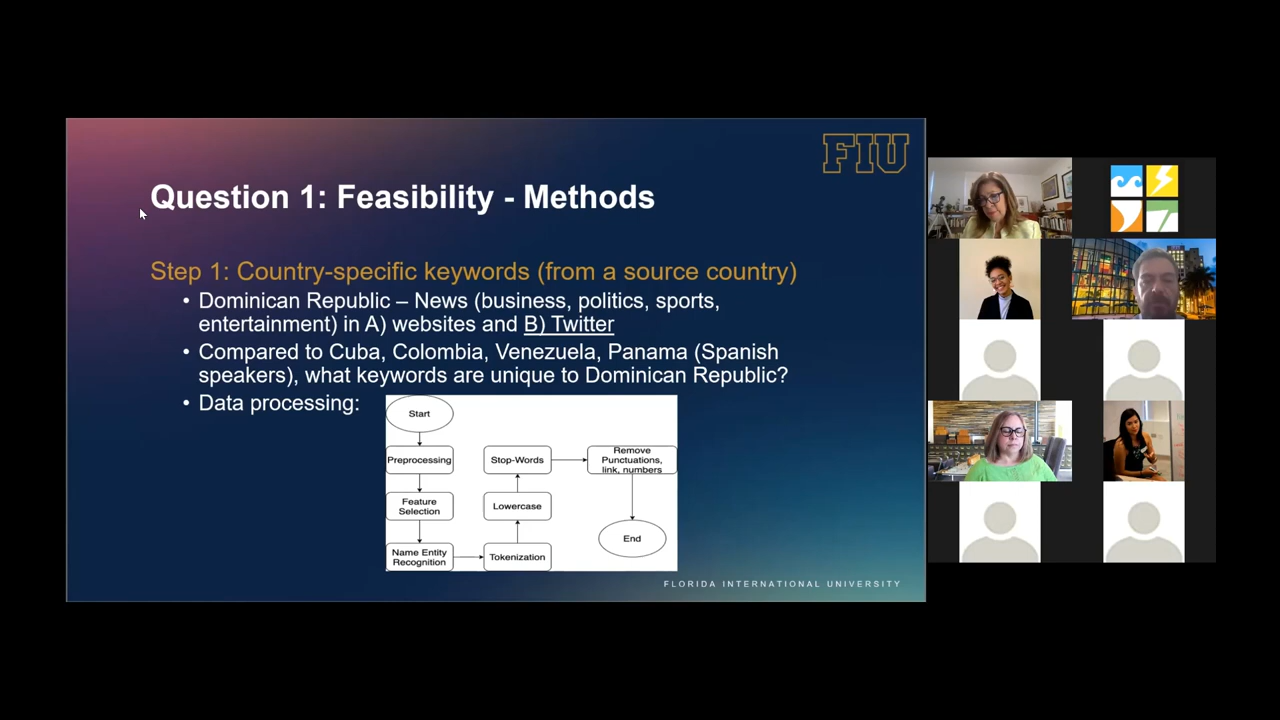 FIU
Question 1: Feasibility - Methods
Step 1: Country-specific keywords (from a source country)
• Dominican Republic – News (business, politics, sports,
entertainment) in A) websites and B) Twitter
• Compared to Cuba, Colombia, Venezuela, Panama (Spanish
speakers), what keywords are unique to Dominican Republic?
• Data processing:
Start
Preprocessing
Feature
Selection
Name Entity
Recognition
Tokenization
Lowercase
Stop-Words
Remove
Punctuations,
link, numbers
End
FLORIDA INTERNATIONAL UNIVERSITY